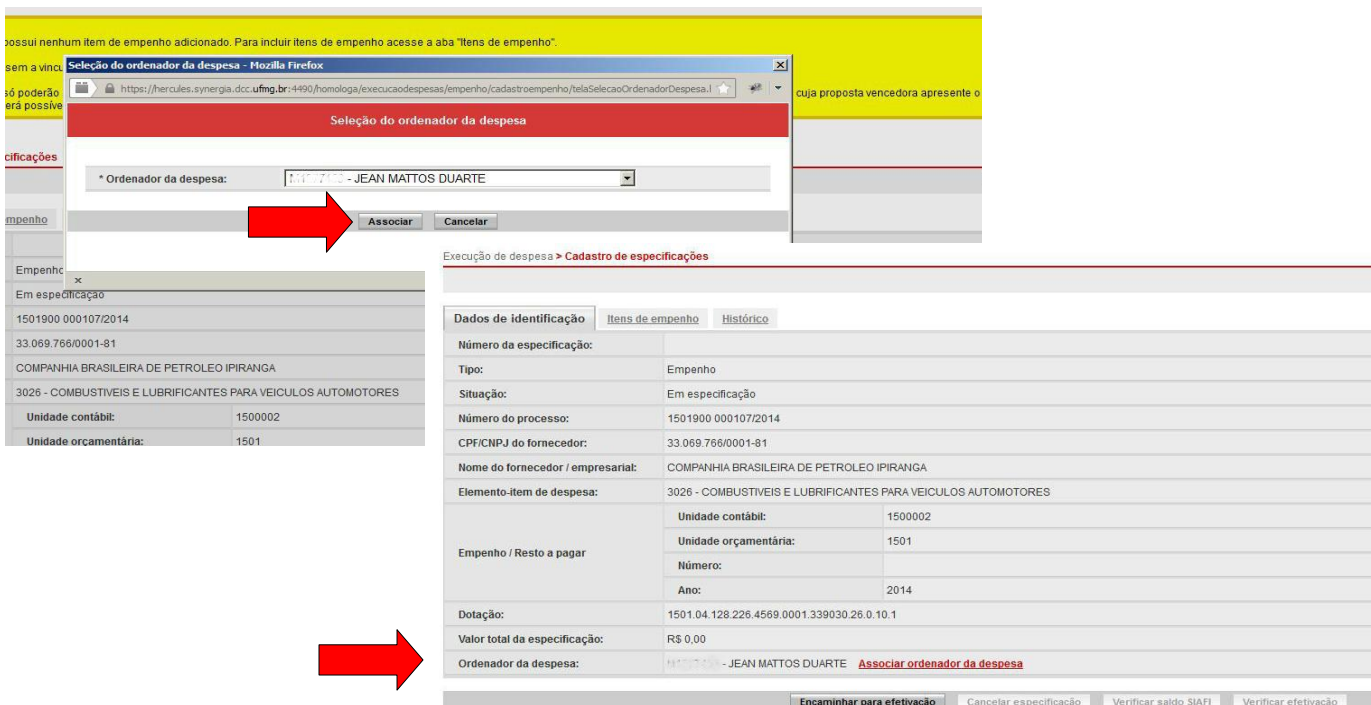 possui nenhum item de empenho adicionado. Para incluir itens de empenho acesse a aba "Itens de empenho".
sem a vincu
só poderão
erá possíve
cuja proposta vencedora apresente o
Seleção do ordenador da despesa - Mozilla Firefox
https://hercules.synergia.dcc.ufmg.br:4490/homologa/execucaodespesas/empenho/cadastroempenho/telaSelecaoOrdenadorDespesa.
Seleção do ordenador da despesa
* Ordenador da despesa: - JEAN MATTOS DUARTE
Associar Cancelar
cificações
mpenho
Empenho
Em especificação
1501900 000107/2014
33.069.766/0001-81
COMPANHIA BRASILEIRA DE PETROLEO IPIRANGA
3026 - COMBUSTIVEIS E LUBRIFICANTES PARA VEICULOS AUTOMOTORES
Unidade contábil: 1500002
Unidade orçamentária: 1501
Execução de despesa > Cadastro de especificações
Dados de identificação Itens de empenho Histórico
Número da especificação:
Tipo: Empenho
Situação: Em especificação
Número do processo: 1501900 000107/2014
CPF/CNPJ do fornecedor: 33.069.766/0001-81
Nome do fornecedor / empresarial: COMPANHIA BRASILEIRA DE PETROLEO IPIRANGA
Elemento-item de despesa: 3026 - COMBUSTIVEIS E LUBRIFICANTES PARA VEICULOS AUTOMOTORES
Empenho / Resto a pagar
Unidade contábil: 1500002
Unidade orçamentária: 1501
Número:
Ano: 2014
Dotação: 1501.04.128.226.4569.0001.339030.26.0.10.1
Valor total da especificação: R$ 0,00
Ordenador da despesa: - JEAN MATTOS DUARTE Associar ordenador da despesa
Encaminhar para efetivação Cancelar especificação Verificar saldo SIAFI Verificar efetivação